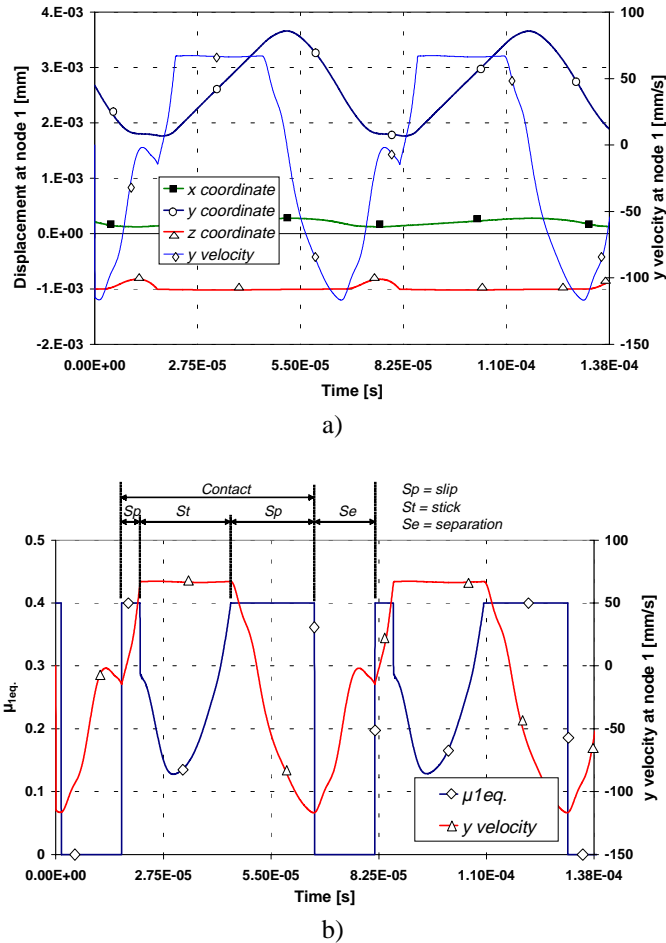 4.E-03
3.E-03
2.E-03
1.E-03
0.E+00
-1.E-03
-2.E-03
Displacement at node 1 [mm]
100
50
0
-50
-100
-150
y velocity at node 1 [mm/s]
x coordinate
y coordinate
z coordinate
y velocity
0.00E+00 2.75E-05 5.50E-05 8.25E-05 1.10E-04 1.38E-04
Time [s]
a)
Contact
Sp St Sp Se
Sp = slip
St = stick
Se = separation
0.5
0.4
0.3
0.2
0.1
0
μ1eq.
100
50
0
-50
-100
-150
y velocity at node 1 [mm/s]
μ1eq.
y velocity
0.00E+00 2.75E-05 5.50E-05 8.25E-05 1.10E-04 1.38E-04
Time [s]
b)